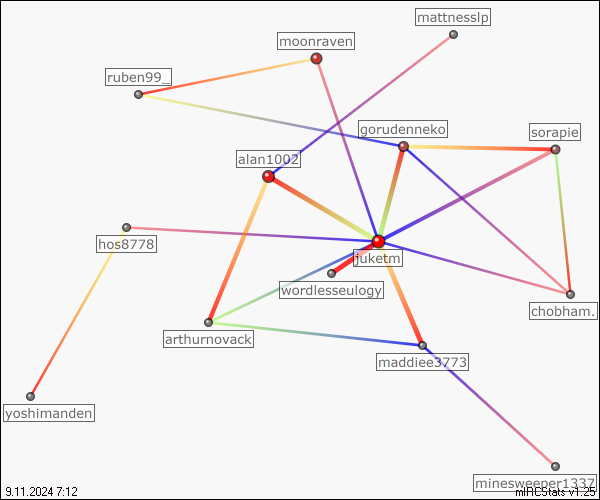 mattnesslp
moonraven
ruben99_
gorudenneko
sorapie
alan1002
hos8778
juketm
wordlesseulogy
chobham.
arthurnovack
maddiee3773
yoshimanden
minesweeper1337
9.11.2024 7:12
mIRCStats v1.25